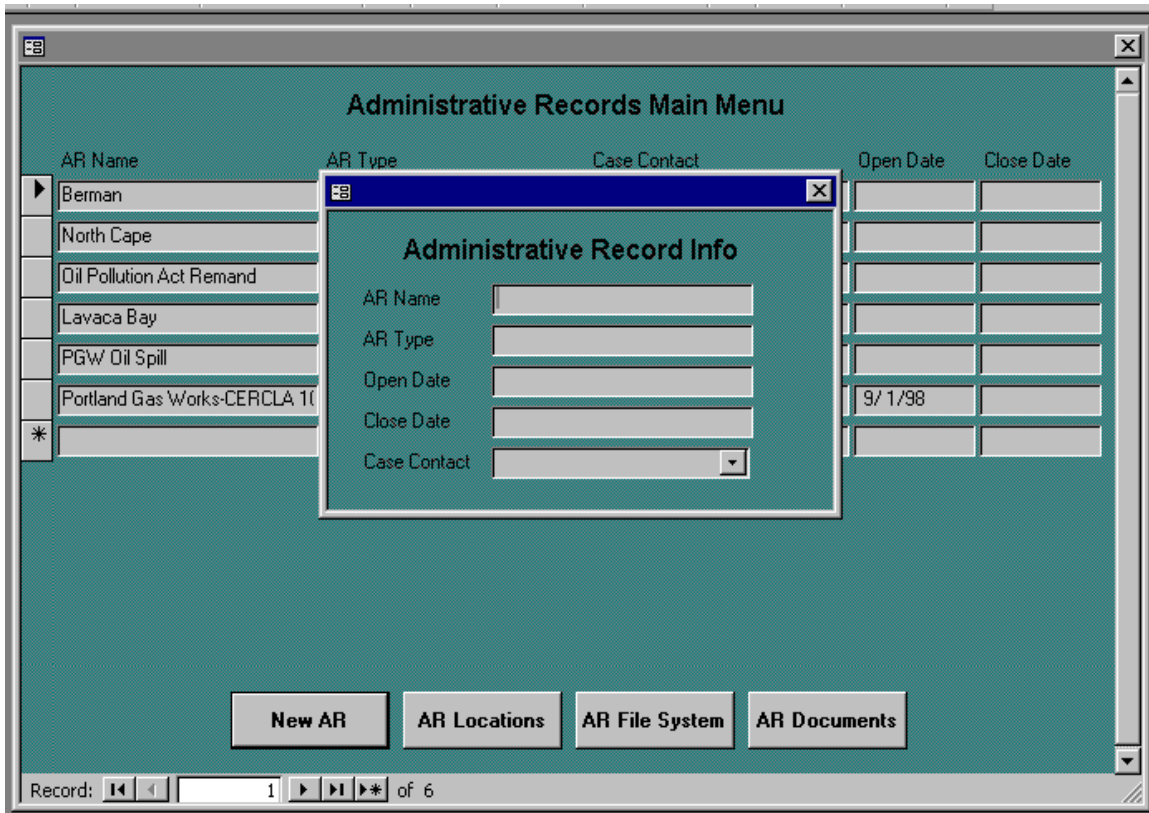 Administrative Records Main Menu
AR Name AR Type Case Contact Open Date Close Date
Berman
North Cape
Oil Pollution Act Remand
Lavaca Bay
PGW Oil Spill
Portland Gas Works-CERCLA 10 9/ 1/98
Administrative Record Info
AR Name
AR Type
Open Date
Close Date
Case Contact
New AR AR Locations AR File System AR Documents
Record: 1 of 6